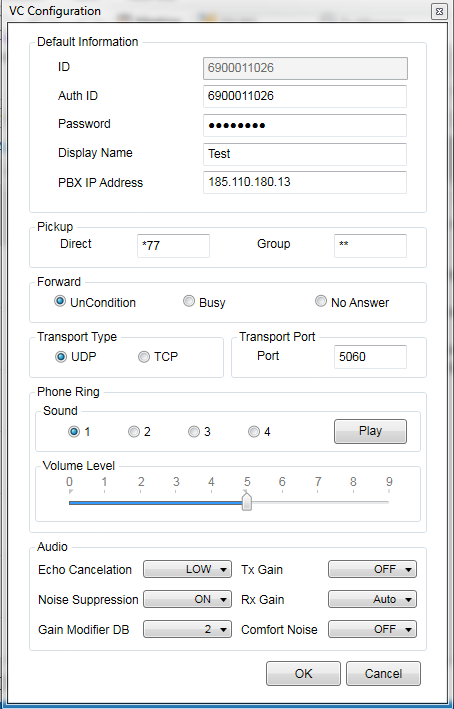 VC Configuration
Default Information
ID 6900011026
Auth ID 6900011026
Password ●●●●●●●●
Display Name Test
PBX IP Address 185.110.180.13
Pickup
Direct *77 Group **
Forward
UnCondition Busy No Answer
Transport Type Transport Port
UDP TCP Port 5060
Phone Ring
Sound
1 2 3 4 Play
Volume Level
0 1 2 3 4 5 6 7 8 9
Audio
Echo Cancelation LOW Tx Gain OFF
Noise Suppression ON Rx Gain Auto
Gain Modifier DB 2 Comfort Noise OFF
OK Cancel